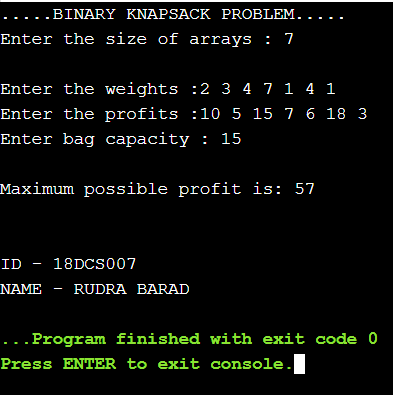 .....BINARY KNAPSACK PROBLEM.....
Enter the size of arrays : 7
Enter the weights :2 3 4 7 1 4 1
Enter the profits :10 5 15 7 6 18 3
Enter bag capacity : 15
Maximum possible profit is: 57
ID - 18DCS007
NAME - RUDRA BARAD
...Program finished with exit code 0
Press ENTER to exit console.